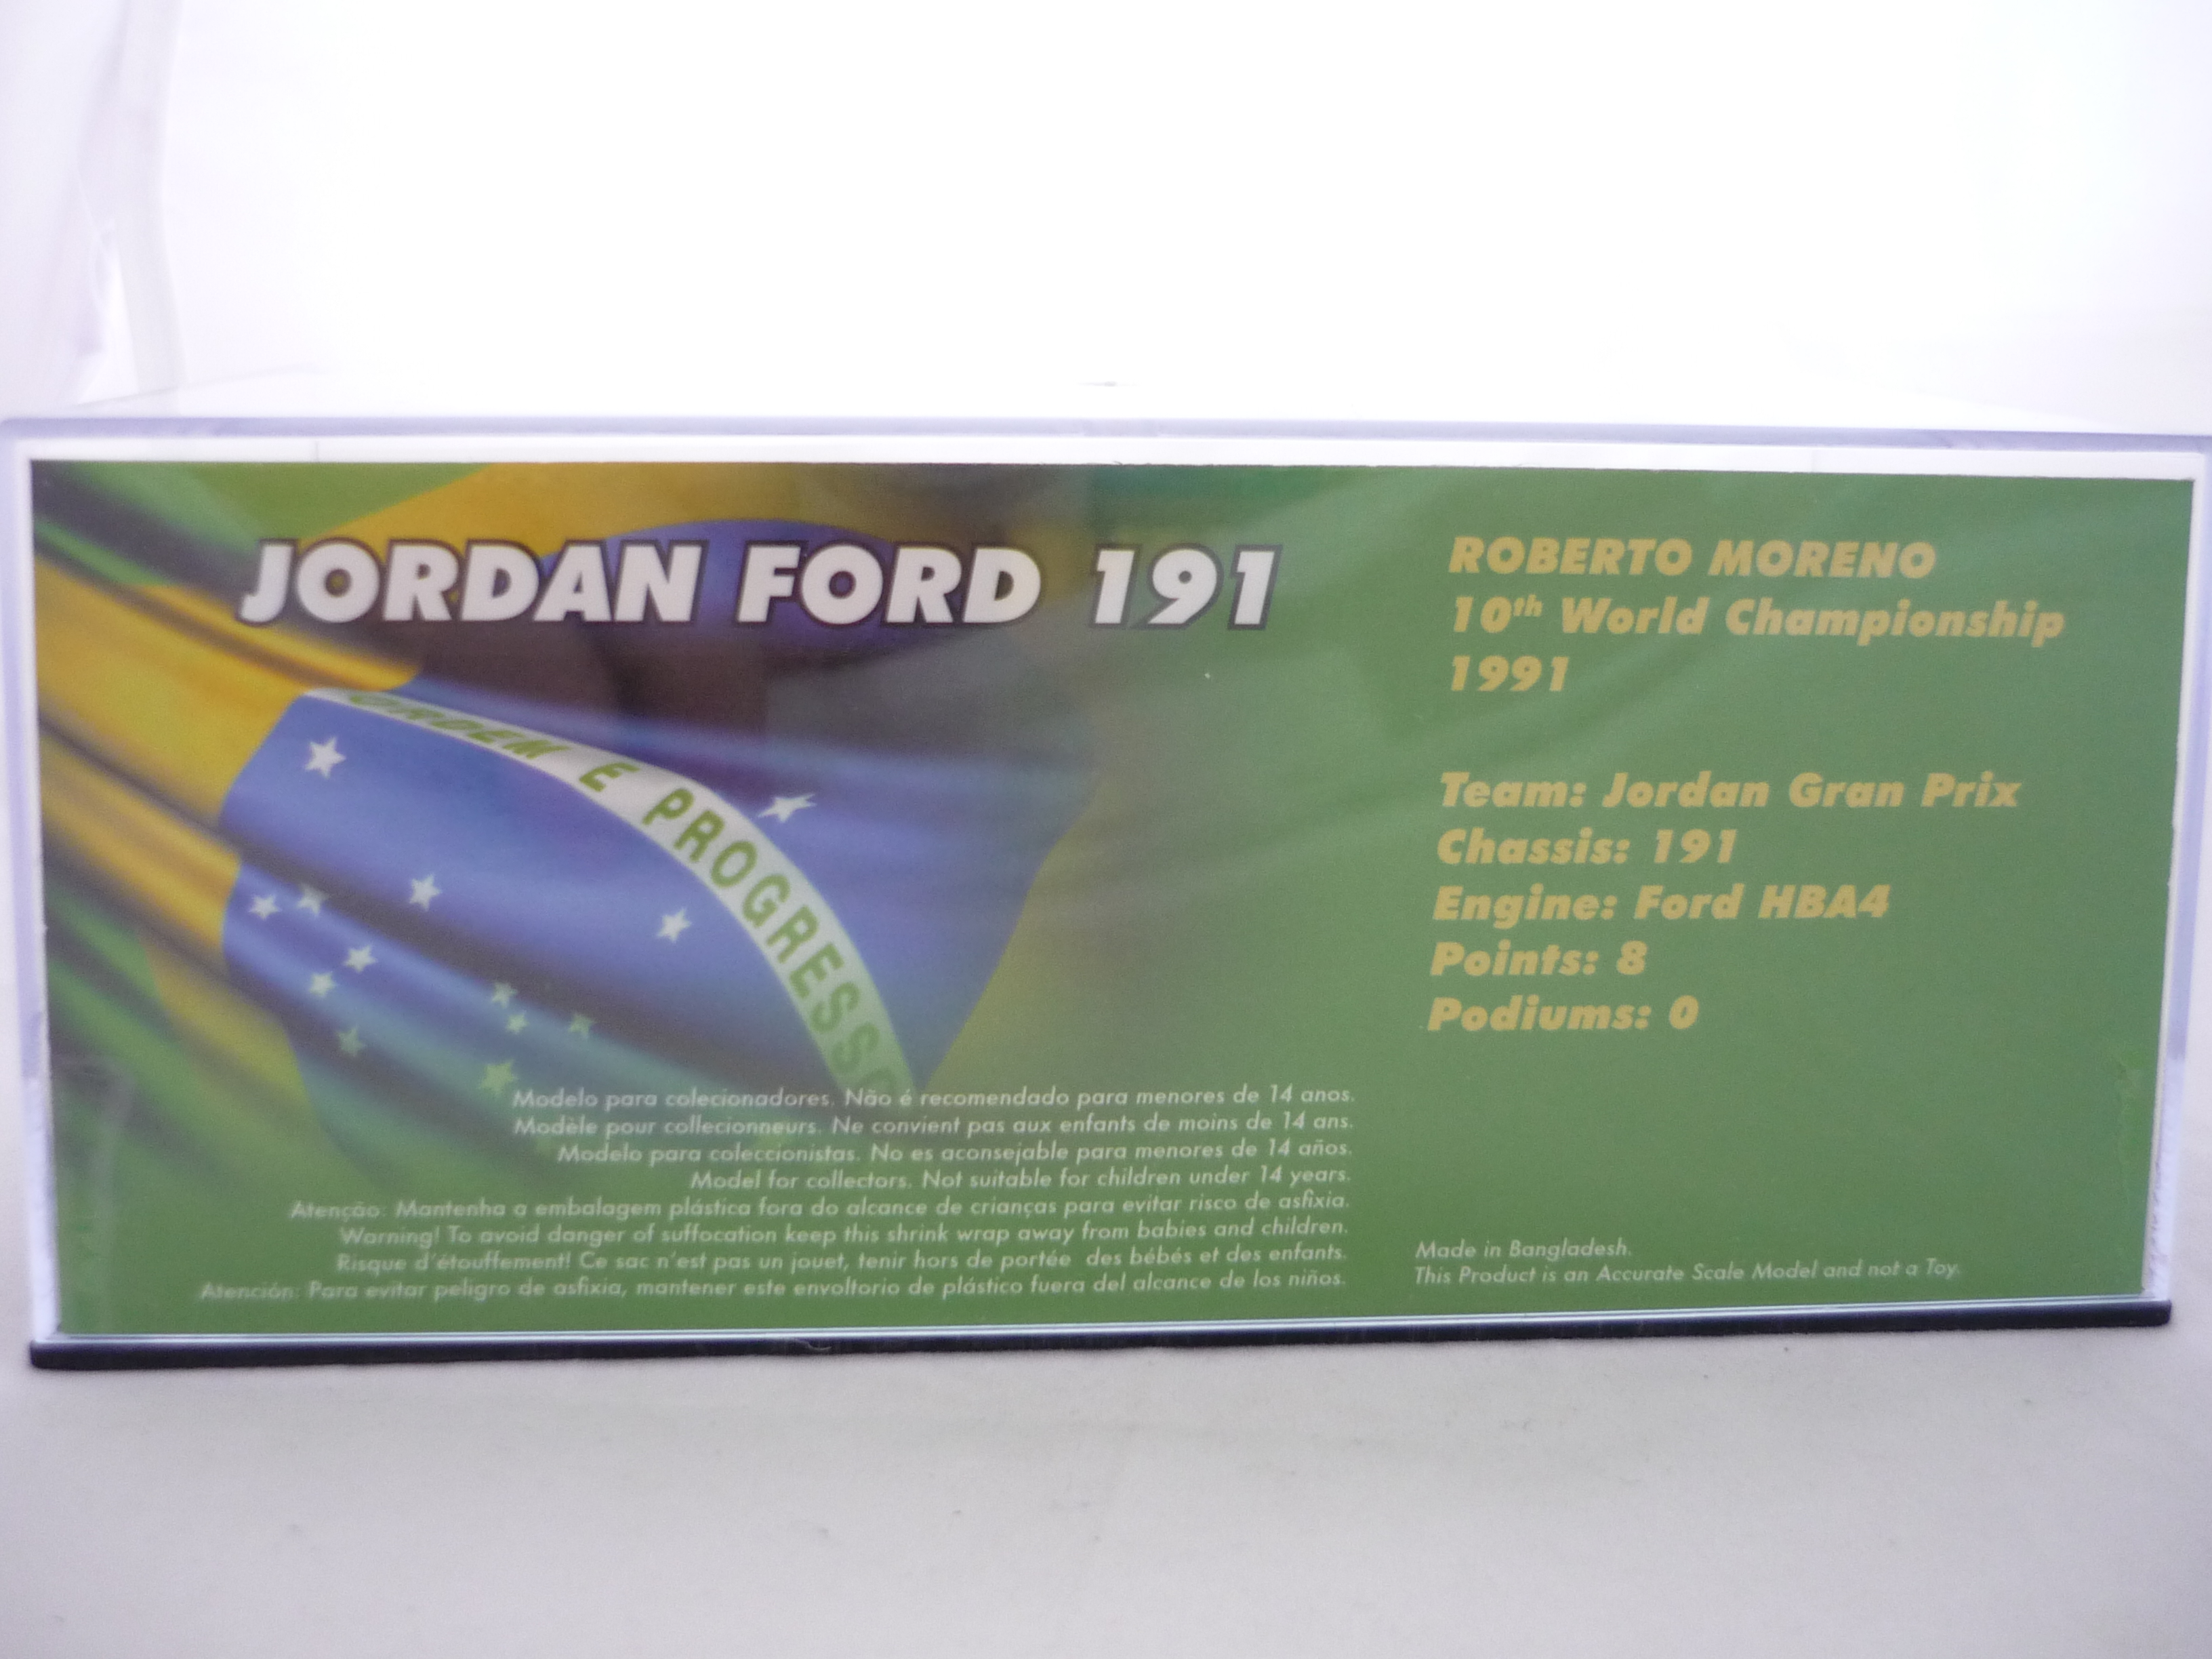 JORDAN FORD 191
ORDEM E PROGRESSO
ROBERTO MORENO
10th World Championship
1991
Team: Jordan Gran Prix
Chassis: 191
Engine: Ford HBA4
Points: 8
Podiums: 0
Modelo para colecionadores. Não é recomendado para menores de 14 anos.
Modèle pour collecionneurs. Ne convient pas aux enfants de moins de 14 ans.
Modelo para coleccionistas. No es aconsejable para menores de 14 años.
Model for collectors. Not suitable for children under 14 years.
Atenção: Mantenha a embalagem plástica fora do alcance de crianças para evitar risco de asfixia.
Warning! To avoid danger of suffocation keep this shrink wrap away from babies and children.
Risque d'étouffement! Ce sac n'est pas un jouet, tenir hors de portée des bébés et des enfants.
Atención: Para evitar peligro de asfixia, mantener este envoltorio de plástico fuera del alcance de los niños.
Made in Bangladesh.
This Product is an Accurate Scale Model and not a Toy.